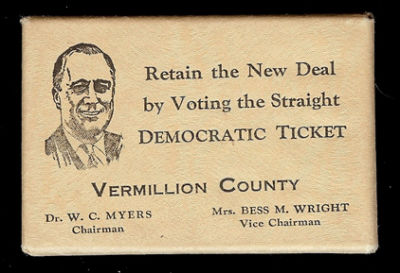 Retain the New Deal
by Voting the Straight
DEMOCRATIC TICKET
VERMILLION COUNTY
Dr. W. C. MYERS
Chairman
Mrs. BESS M. WRIGHT
Vice Chairman